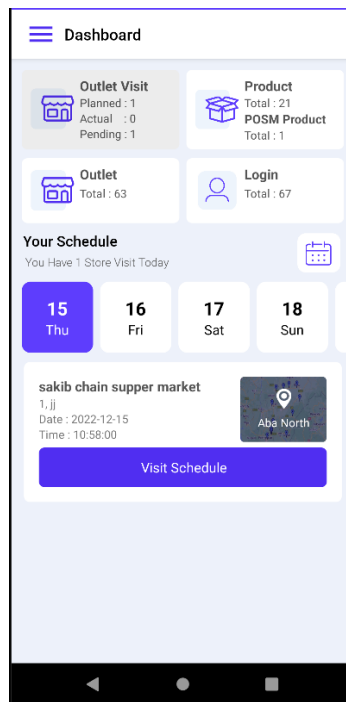 Dashboard
Outlet Visit
Planned : 1
Actual : 0
Pending : 1
Product
Total : 21
POSM Product
Total : 1
Outlet
Total : 63
Login
Total : 67
Your Schedule
You Have 1 Store Visit Today
15
Thu
16
Fri
17
Sat
18
Sun
sakib chain supper market
1, jj
Date : 2022-12-15
Time : 10:58:00
Aba North
Visit Schedule